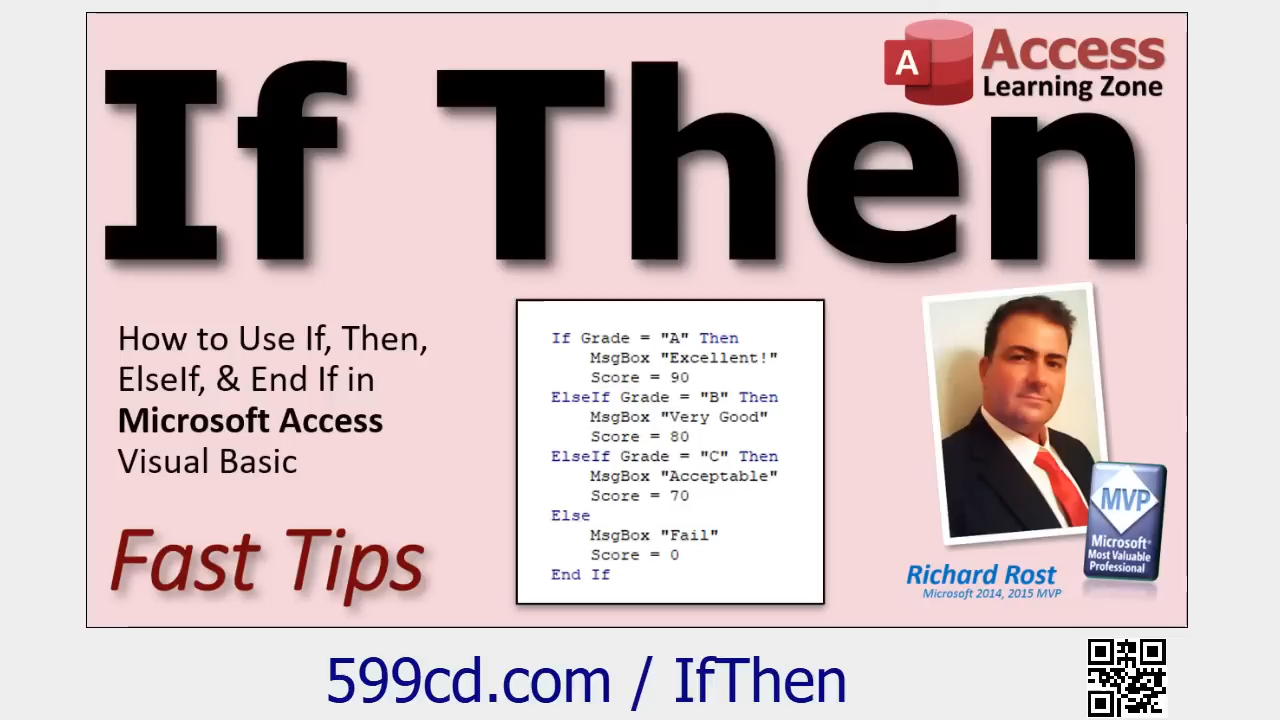 If Then
A
Access
Learning Zone
How to Use If, Then,
ElseIf, & End If in
Microsoft Access
Visual Basic
Fast Tips
If Grade = "A" Then
MsgBox "Excellent!"
Score = 90
ElseIf Grade = "B" Then
MsgBox "Very Good"
Score = 80
ElseIf Grade = "C" Then
MsgBox "Acceptable"
Score = 70
Else
MsgBox "Fail"
Score = 0
End If
MVP
Microsoft®
Most Valuable
Professional
Richard Rost
Microsoft 2014, 2015 MVP
599cd.com / IfThen